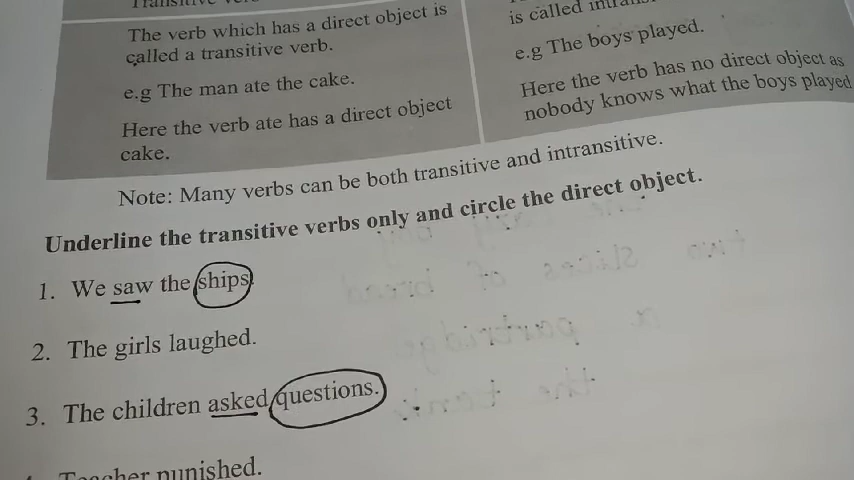 The verb which has a direct object is
called a transitive verb.
e.g The man ate the cake.
Here the verb ate has a direct object
cake.
is called
e.g The boys played.
Here the verb has no direct object as
nobody knows what the boys played
Note: Many verbs can be both transitive and intransitive.
Underline the transitive verbs only and circle the direct object.
1. We saw the ships.
2. The girls laughed.
3. The children asked questions.
Teacher punished.